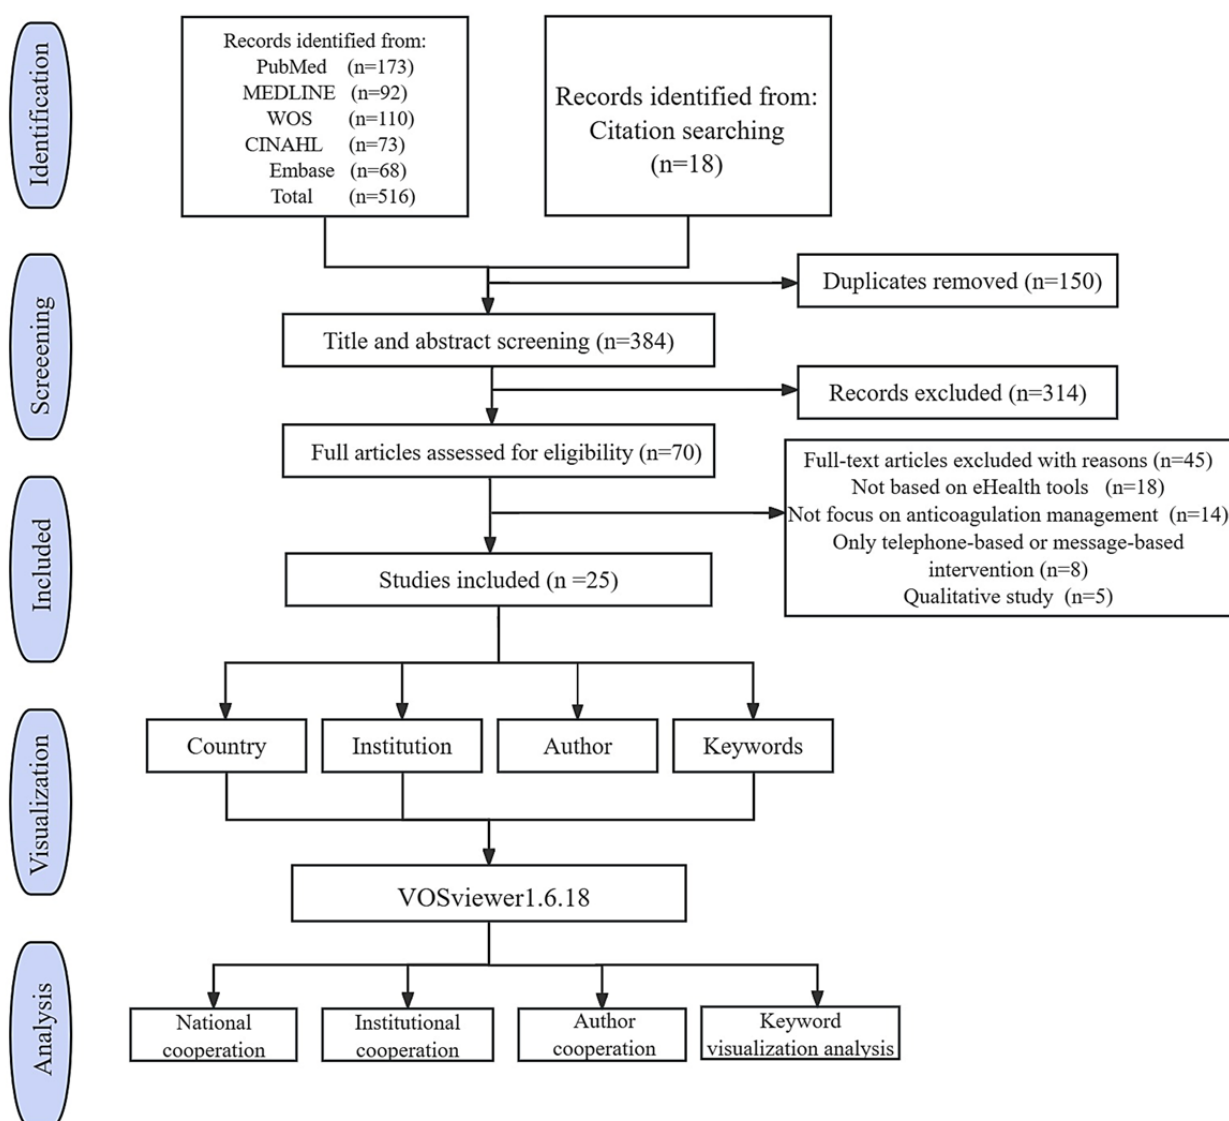 Identification
Records identified from:
PubMed (n=173)
MEDLINE (n=92)
WOS (n=110)
CINAHL (n=73)
Embase (n=68)
Total (n=516)
Records identified from:
Citation searching
(n=18)
Screeening
Duplicates removed (n=150)
Title and abstract screening (n=384)
Records excluded (n=314)
Full articles assessed for eligibility (n=70)
Full-text articles excluded with reasons (n=45)
Not based on eHealth tools (n=18)
Not focus on anticoagulation management (n=14)
Only telephone-based or message-based
intervention (n=8)
Qualitative study (n=5)
Included
Studies included (n =25)
Visualization
Country
Institution
Author
Keywords
VOSviewer1.6.18
Analysis
National
cooperation
Institutional
cooperation
Author
cooperation
Keyword
visualization analysis